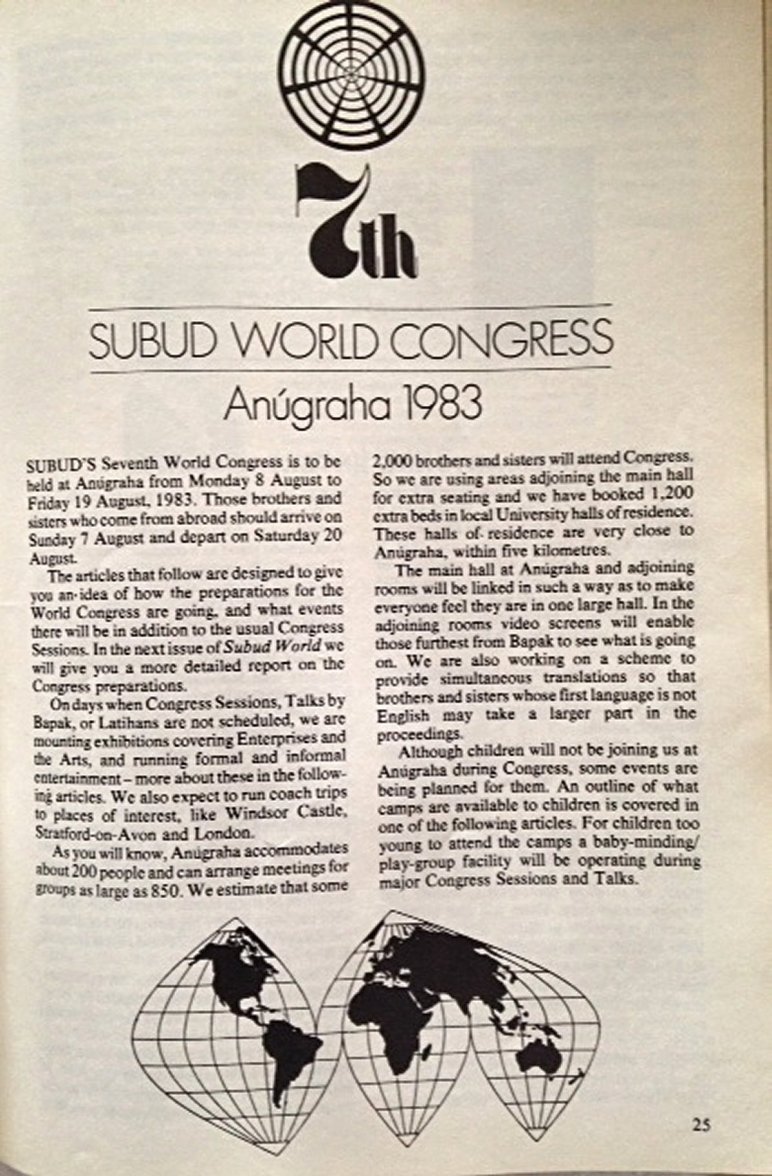 7th
SUBUD WORLD CONGRESS
Anúgraha 1983
SUBUD'S Seventh World Congress is to be
held at Anúgraha from Monday 8 August to
Friday 19 August, 1983. Those brothers and
sisters who come from abroad should arrive on
Sunday 7 August and depart on Saturday 20
August.
The articles that follow are designed to give
you an idea of how the preparations for the
World Congress are going, and what events
there will be in addition to the usual Congress
Sessions. In the next issue of Subud World we
will give you a more detailed report on the
Congress preparations.
On days when Congress Sessions, Talks by
Bapak, or Latihans are not scheduled, we are
mounting exhibitions covering Enterprises and
the Arts, and running formal and informal
entertainment – more about these in the follow-
ing articles. We also expect to run coach trips
to places of interest, like Windsor Castle,
Stratford-on-Avon and London.
As you will know, Anúgraha accommodates
about 200 people and can arrange meetings for
groups as large as 850. We estimate that some
2,000 brothers and sisters will attend Congress.
So we are using areas adjoining the main hall
for extra seating and we have booked 1,200
extra beds in local University halls of residence.
These halls of residence are very close to
Anúgraha, within five kilometres.
The main hall at Anúgraha and adjoining
rooms will be linked in such a way as to make
everyone feel they are in one large hall. In the
adjoining rooms video screens will enable
those furthest from Bapak to see what is going
on. We are also working on a scheme to
provide simultaneous translations so that
brothers and sisters whose first language is not
English may take a larger part in the
proceedings.
Although children will not be joining us at
Anúgraha during Congress, some events are
being planned for them. An outline of what
camps are available to children is covered in
one of the following articles. For children too
young to attend the camps a baby-minding/
play-group facility will be operating during
major Congress Sessions and Talks.
25